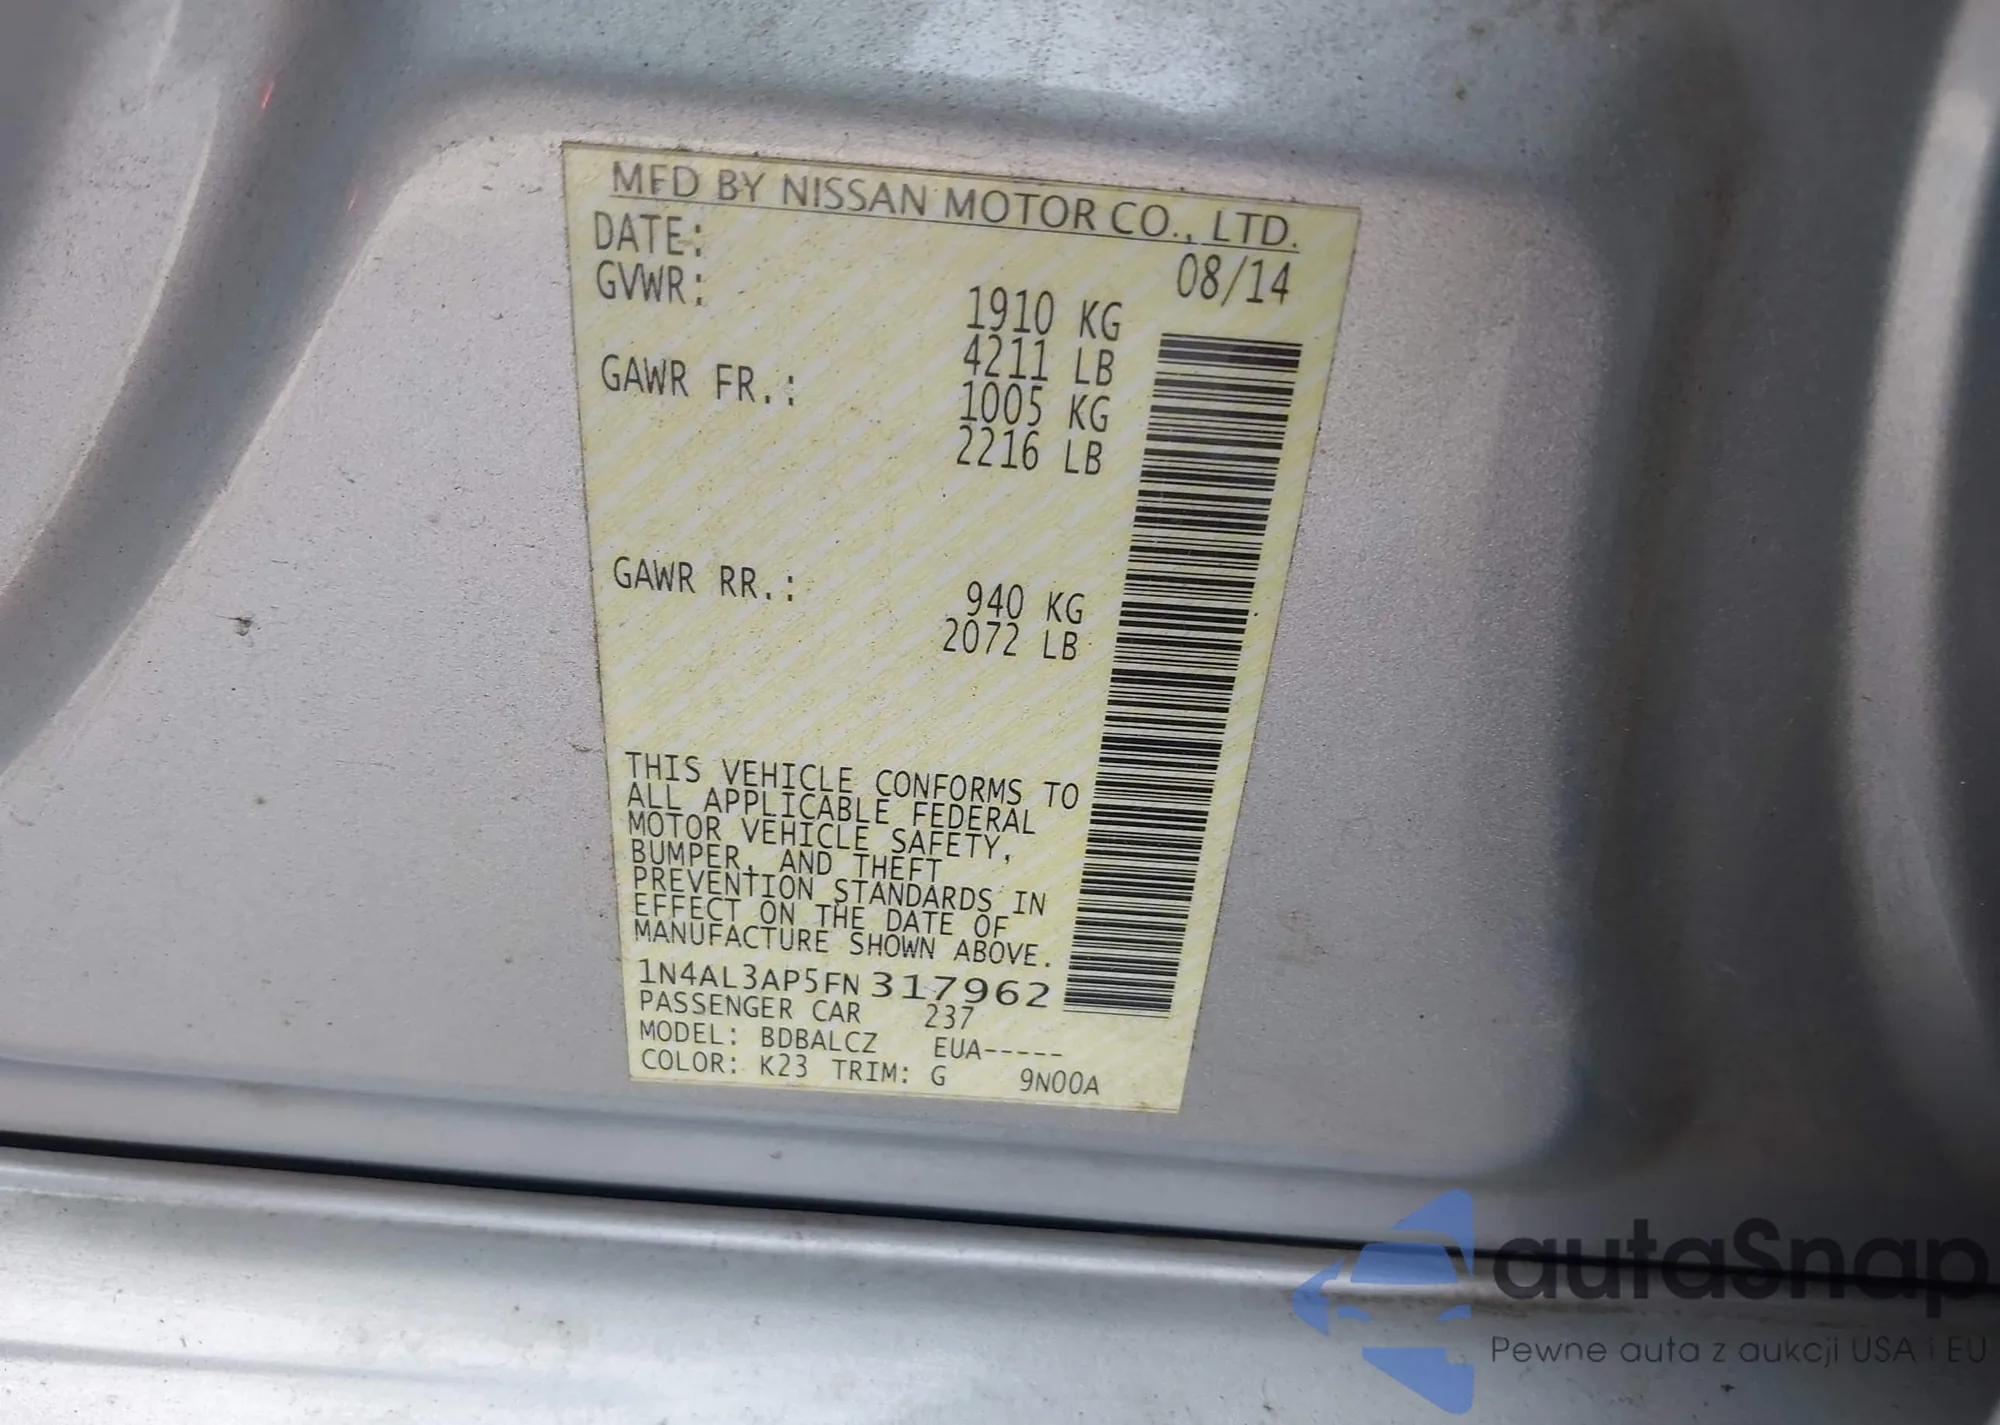 MFD BY NISSAN MOTOR CO., LTD.
DATE: 08/14
GVWR: 1910 KG
4211 LB
GAWR FR.: 1005 KG
2216 LB
GAWR RR.: 940 KG
2072 LB
THIS VEHICLE CONFORMS TO
ALL APPLICABLE FEDERAL
MOTOR VEHICLE SAFETY,
BUMPER, AND THEFT
PREVENTION STANDARDS IN
EFFECT ON THE DATE OF
MANUFACTURE SHOWN ABOVE.
1N4AL3AP5FN317962
PASSENGER CAR 237
MODEL: BDBALCZ EUA-----
COLOR: K23 TRIM: G 9N00A
autaSnap
Pewne auta z aukcji USA i EU